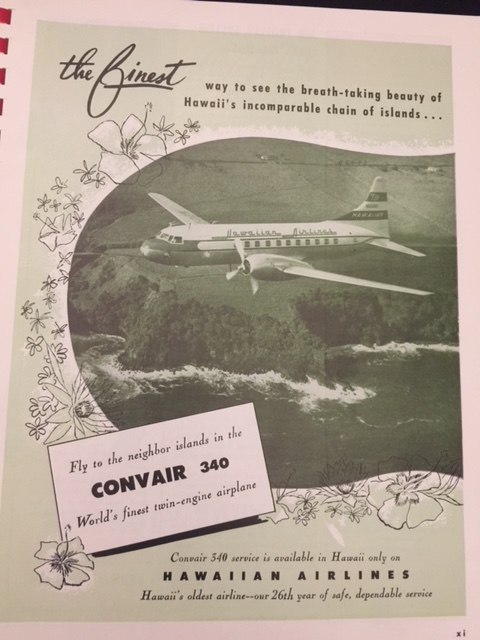 the Finest
way to see the breath-taking beauty of
Hawaii's incomparable chain of islands...
Hawaiian Airlines
HAWAIIAN
Fly to the neighbor islands in the
CONVAIR 340
World's finest twin-engine airplane
Convair 340 service is available in Hawaii only on
HAWAIIAN AIRLINES
Hawaii's oldest airline--our 26th year of safe, dependable service
xi